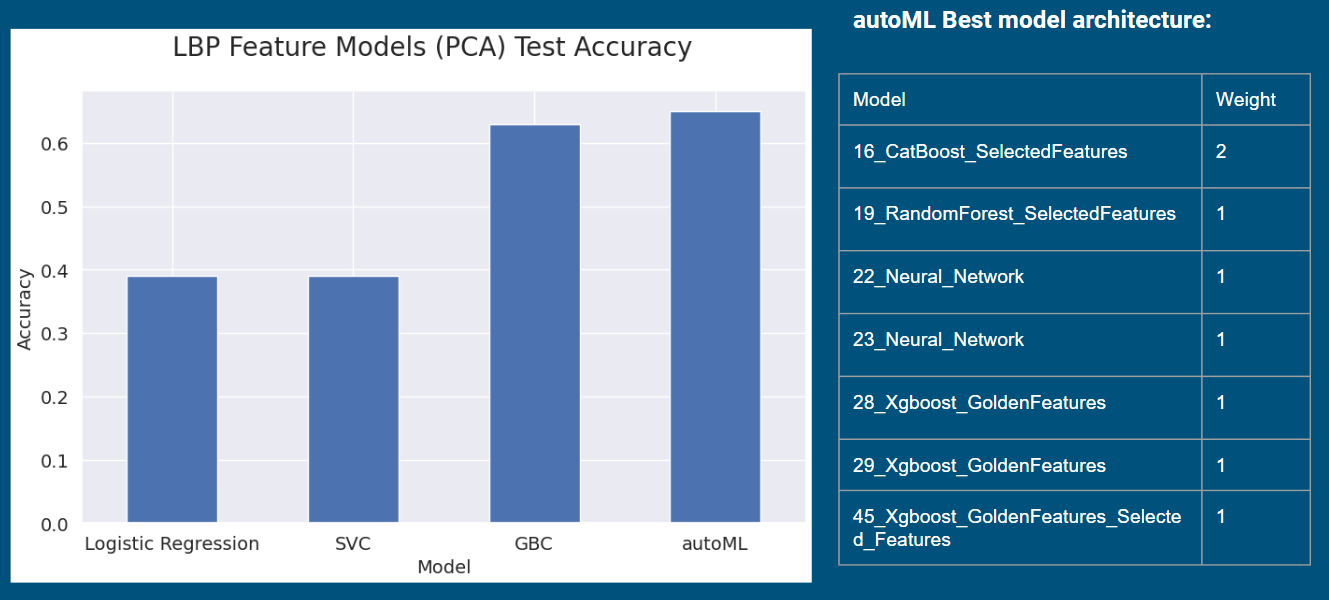 LBP Feature Models (PCA) Test Accuracy
Accuracy
0.6
0.5
0.4
0.3
0.2
0.1
0.0
Logistic Regression SVC GBC autoML
Model
autoML Best model architecture:
Model Weight
16_CatBoost_SelectedFeatures 2
19_RandomForest_SelectedFeatures 1
22_Neural_Network 1
23_Neural_Network 1
28_Xgboost_GoldenFeatures 1
29_Xgboost_GoldenFeatures 1
45_Xgboost_GoldenFeatures_Selecte 1
d_Features